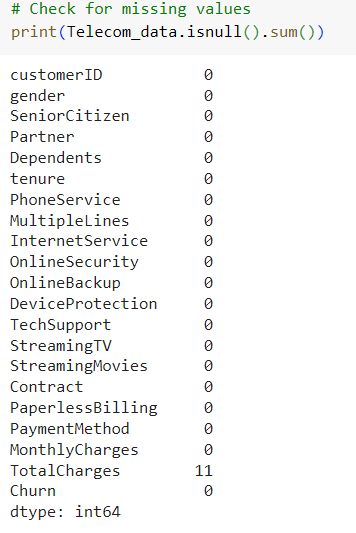 # Check for missing values
print(Telecom_data.isnull().sum())
customerID 0
gender 0
SeniorCitizen 0
Partner 0
Dependents 0
tenure 0
PhoneService 0
MultipleLines 0
InternetService 0
OnlineSecurity 0
OnlineBackup 0
DeviceProtection 0
TechSupport 0
StreamingTV 0
StreamingMovies 0
Contract 0
PaperlessBilling 0
PaymentMethod 0
MonthlyCharges 0
TotalCharges 11
Churn 0
dtype: int64